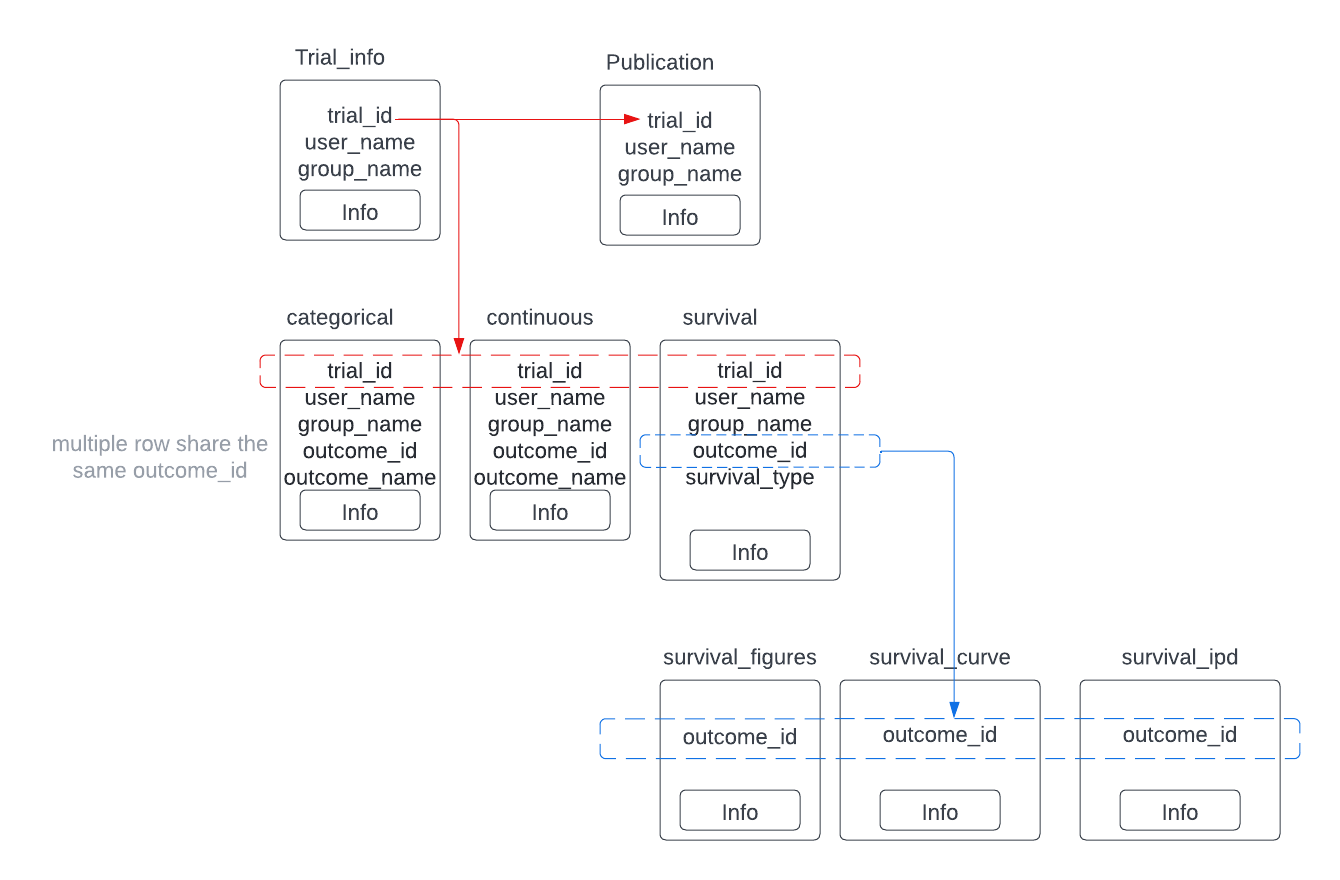 Trial_info
trial_id
user_name
group_name
Info
Publication
trial_id
user_name
group_name
Info
categorical
trial_id
user_name
group_name
outcome_id
outcome_name
Info
continuous
trial_id
user_name
group_name
outcome_id
outcome_name
Info
survival
trial_id
user_name
group_name
outcome_id
survival_type
Info
multiple row share the
same outcome_id
survival_figures
outcome_id
Info
survival_curve
outcome_id
Info
survival_ipd
outcome_id
Info